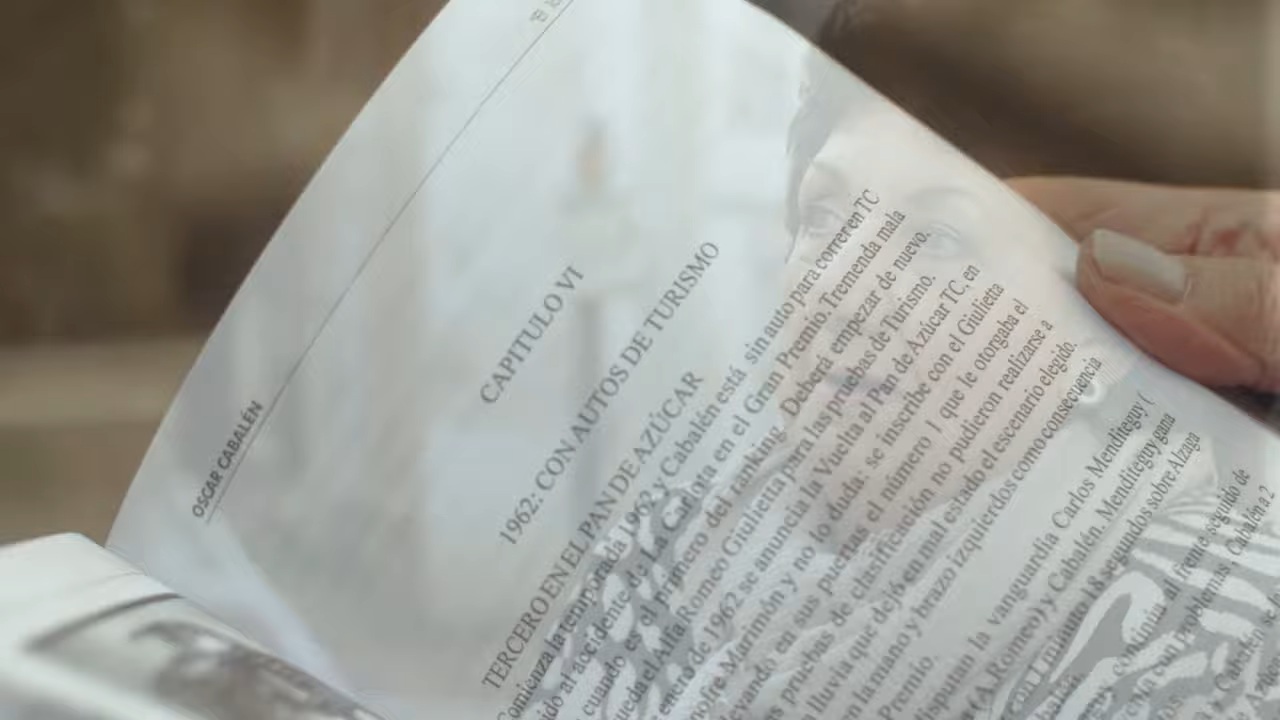 OSCAR CABALÉN
CAPITULO VI
1962: CON AUTOS DE TURISMO
TERCERO EN EL PAN DE AZÚCAR
Comienza la temporada 1962 y Cabalén está sin auto para correr en TC
ido al accidente de La Calota en el Gran Premio. Tremenda mala
cuando es el primero del ranking. Deberá empezar de nuevo.
queda el Alfa Romeo Giulietta para las pruebas de Turismo.
enero de 1962 se anuncia la Vuelta al Pan de Azúcar TC, en
nofre Marimón y no lo duda: se inscribe con el Giulietta
levando en sus puertas el número 1 que le otorgaba el
s pruebas de clasificación no pudieron realizarse a
a lluvia que dejó en mal estado el escenario elegido.
n la mano y brazo izquierdos como consecuencia
Premio.
disputan la vanguardia Carlos Menditeguy (
(A. Romeo) y Cabalén. Menditeguy gana
en 1 minuto 18 segundos sobre Alzaga
continúa al frente seguido de
con problemas, Cabalén a 2